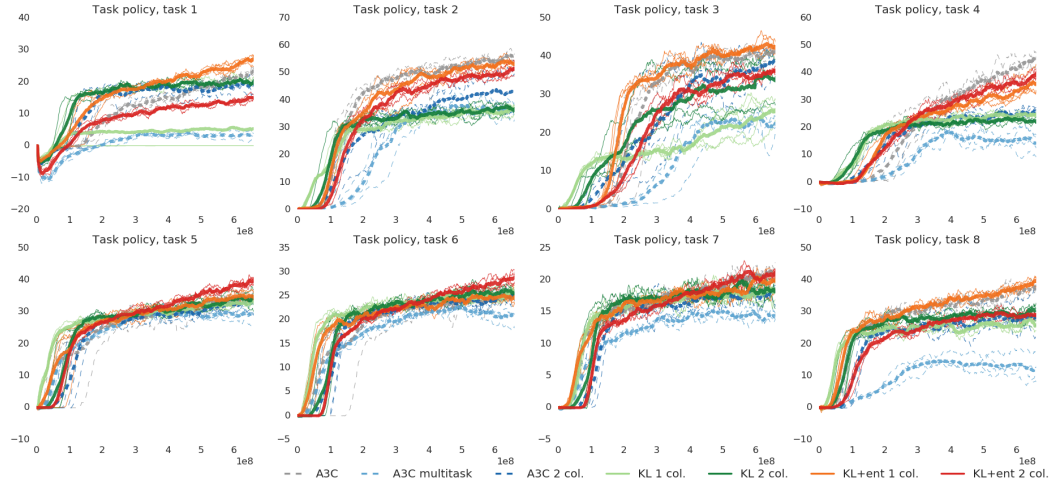 Task policy, task 1
40
30
20
10
0
−10
−20
0 1 2 3 4 5 6
1e8
Task policy, task 2
70
60
50
40
30
20
10
0
0 1 2 3 4 5 6
1e8
Task policy, task 3
50
40
30
20
10
0
0 1 2 3 4 5 6
1e8
Task policy, task 4
60
50
40
30
20
10
0
−10
0 1 2 3 4 5 6
1e8
Task policy, task 5
50
40
30
20
10
0
−10
0 1 2 3 4 5 6
1e8
Task policy, task 6
35
30
25
20
15
10
5
0
−5
0 1 2 3 4 5 6
1e8
Task policy, task 7
25
20
15
10
5
0
−5
0 1 2 3 4 5 6
1e8
Task policy, task 8
60
50
40
30
20
10
0
−10
0 1 2 3 4 5 6
1e8
A3C A3C multitask A3C 2 col. KL 1 col. KL 2 col. KL+ent 1 col. KL+ent 2 col.